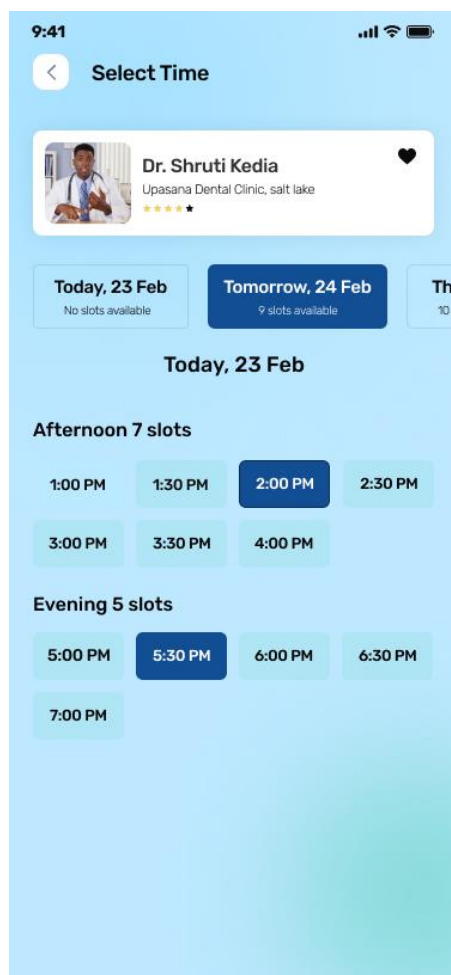 9:41
Select Time
Dr. Shruti Kedia
Upasana Dental Clinic, salt lake
Today, 23 Feb
No slots available
Tomorrow, 24 Feb
9 slots available
Th
10
Today, 23 Feb
Afternoon 7 slots
1:00 PM 1:30 PM 2:00 PM 2:30 PM
3:00 PM 3:30 PM 4:00 PM
Evening 5 slots
5:00 PM 5:30 PM 6:00 PM 6:30 PM
7:00 PM